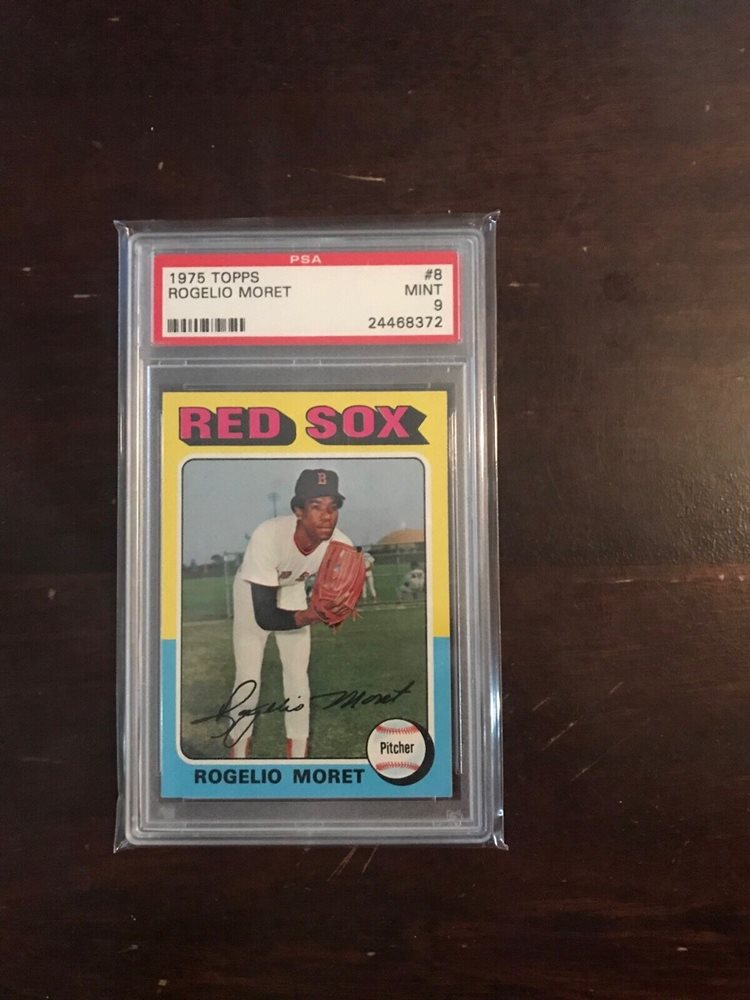 PSA
1975 TOPPS #8
ROGELIO MORET MINT
9
24468372
RED SOX
B
Rogelio Moret
Pitcher
ROGELIO MORET